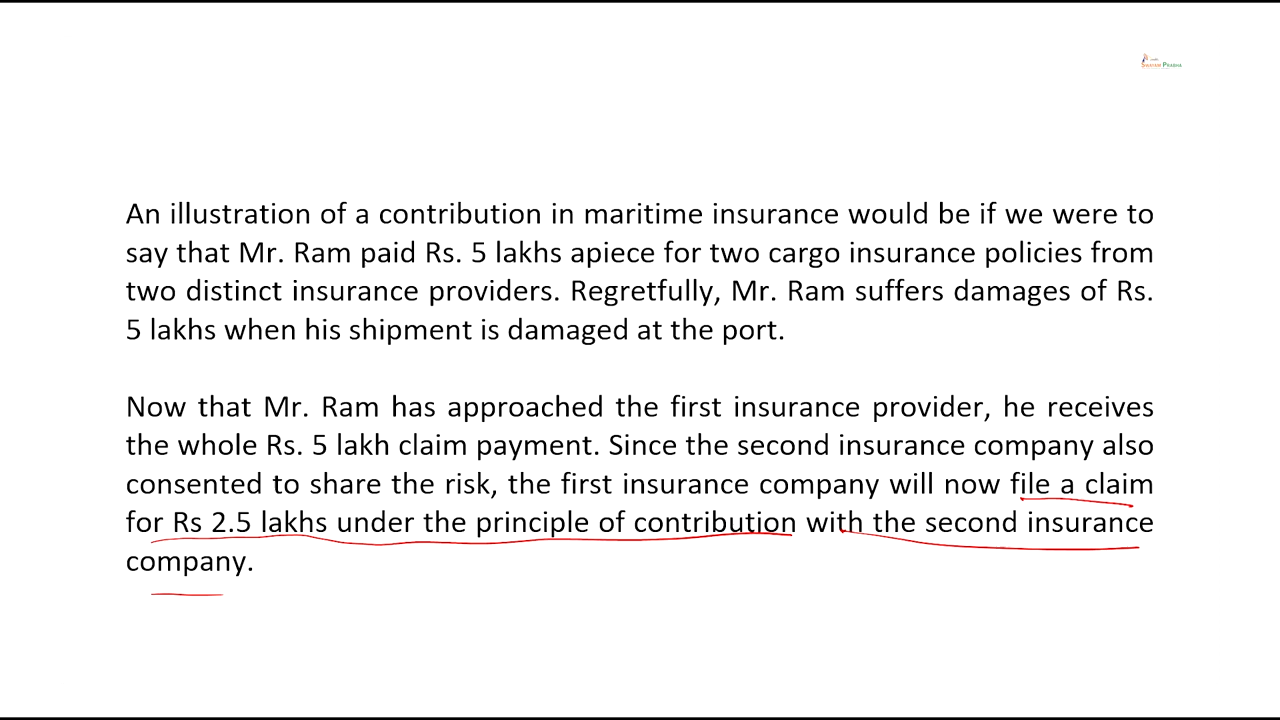 SWAYAM PRABHA
An illustration of a contribution in maritime insurance would be if we were to
say that Mr. Ram paid Rs. 5 lakhs apiece for two cargo insurance policies from
two distinct insurance providers. Regretfully, Mr. Ram suffers damages of Rs.
5 lakhs when his shipment is damaged at the port.
Now that Mr. Ram has approached the first insurance provider, he receives
the whole Rs. 5 lakh claim payment. Since the second insurance company also
consented to share the risk, the first insurance company will now file a claim
for Rs 2.5 lakhs under the principle of contribution with the second insurance
company.